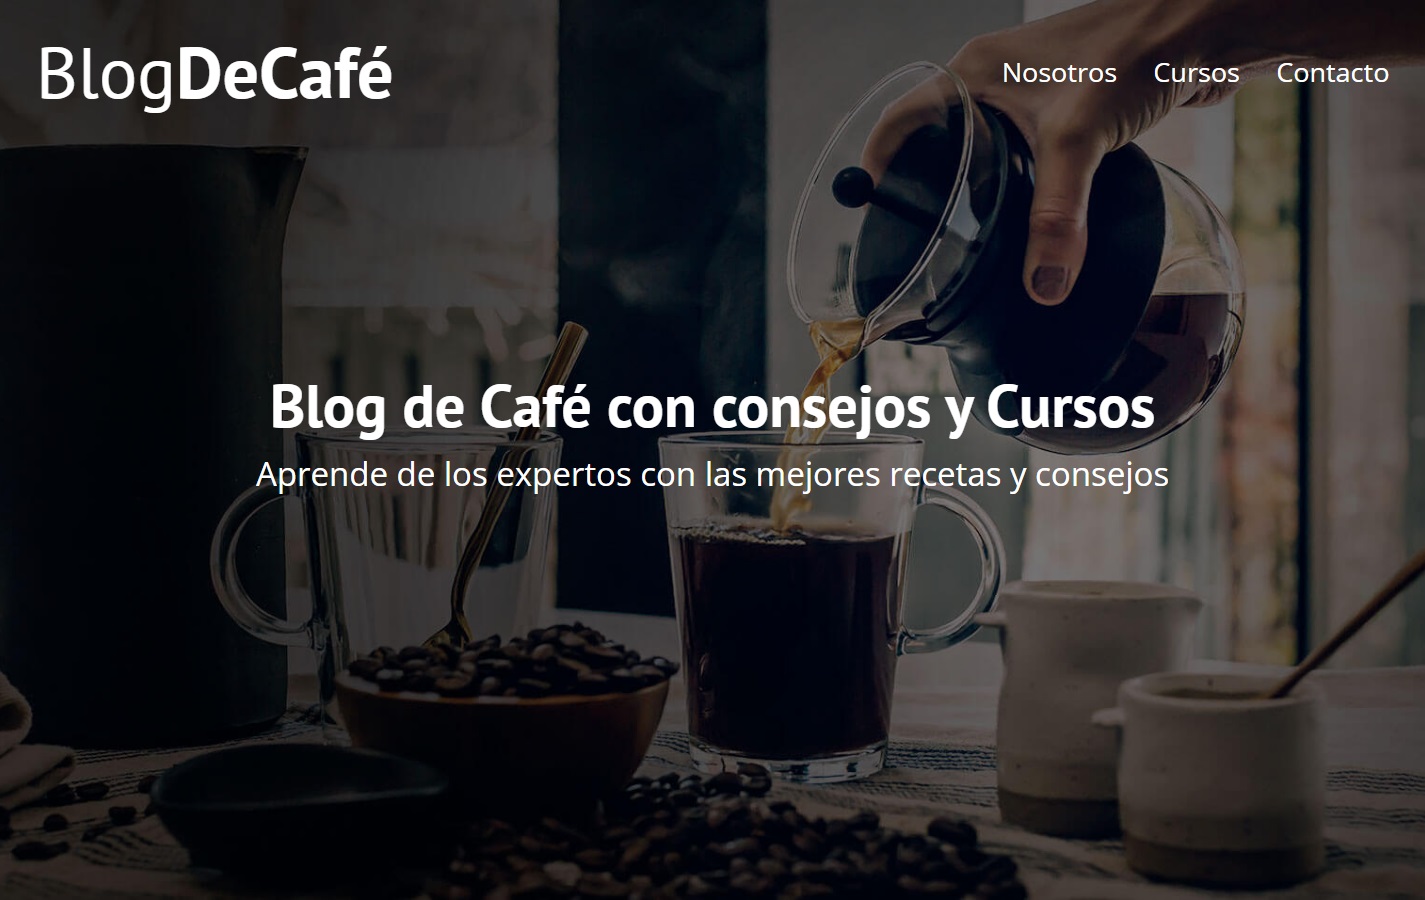 BlogDeCafé
Nosotros Cursos Contacto
Blog de Café con consejos y Cursos
Aprende de los expertos con las mejores recetas y consejos